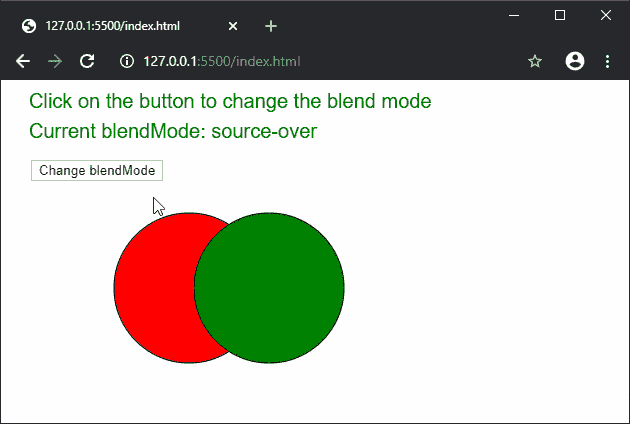 127.0.0.1:5500/index.html
127.0.0.1:5500/index.html
Click on the button to change the blend mode
Current blendMode: source-over
Change blendMode